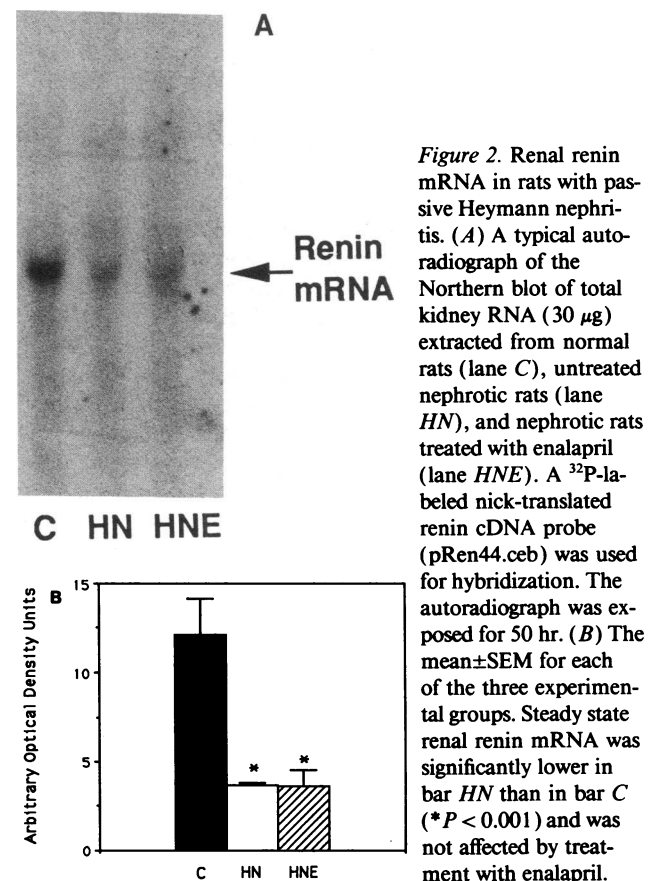 A
Renin
mRNA
C HN HNE
B
Arbitrary Optical Density Units
15
10
5
0
*
*
C HN HNE
Figure 2. Renal renin
mRNA in rats with pas-
sive Heymann nephri-
tis. (A) A typical auto-
radiograph of the
Northern blot of total
kidney RNA (30 μg)
extracted from normal
rats (lane C), untreated
nephrotic rats (lane
HN), and nephrotic rats
treated with enalapril
(lane HNE). A ³²P-la-
beled nick-translated
renin cDNA probe
(pRen44.ceb) was used
for hybridization. The
autoradiograph was ex-
posed for 50 hr. (B) The
mean±SEM for each
of the three experimen-
tal groups. Steady state
renal renin mRNA was
significantly lower in
bar HN than in bar C
(*P < 0.001) and was
not affected by treat-
ment with enalapril.